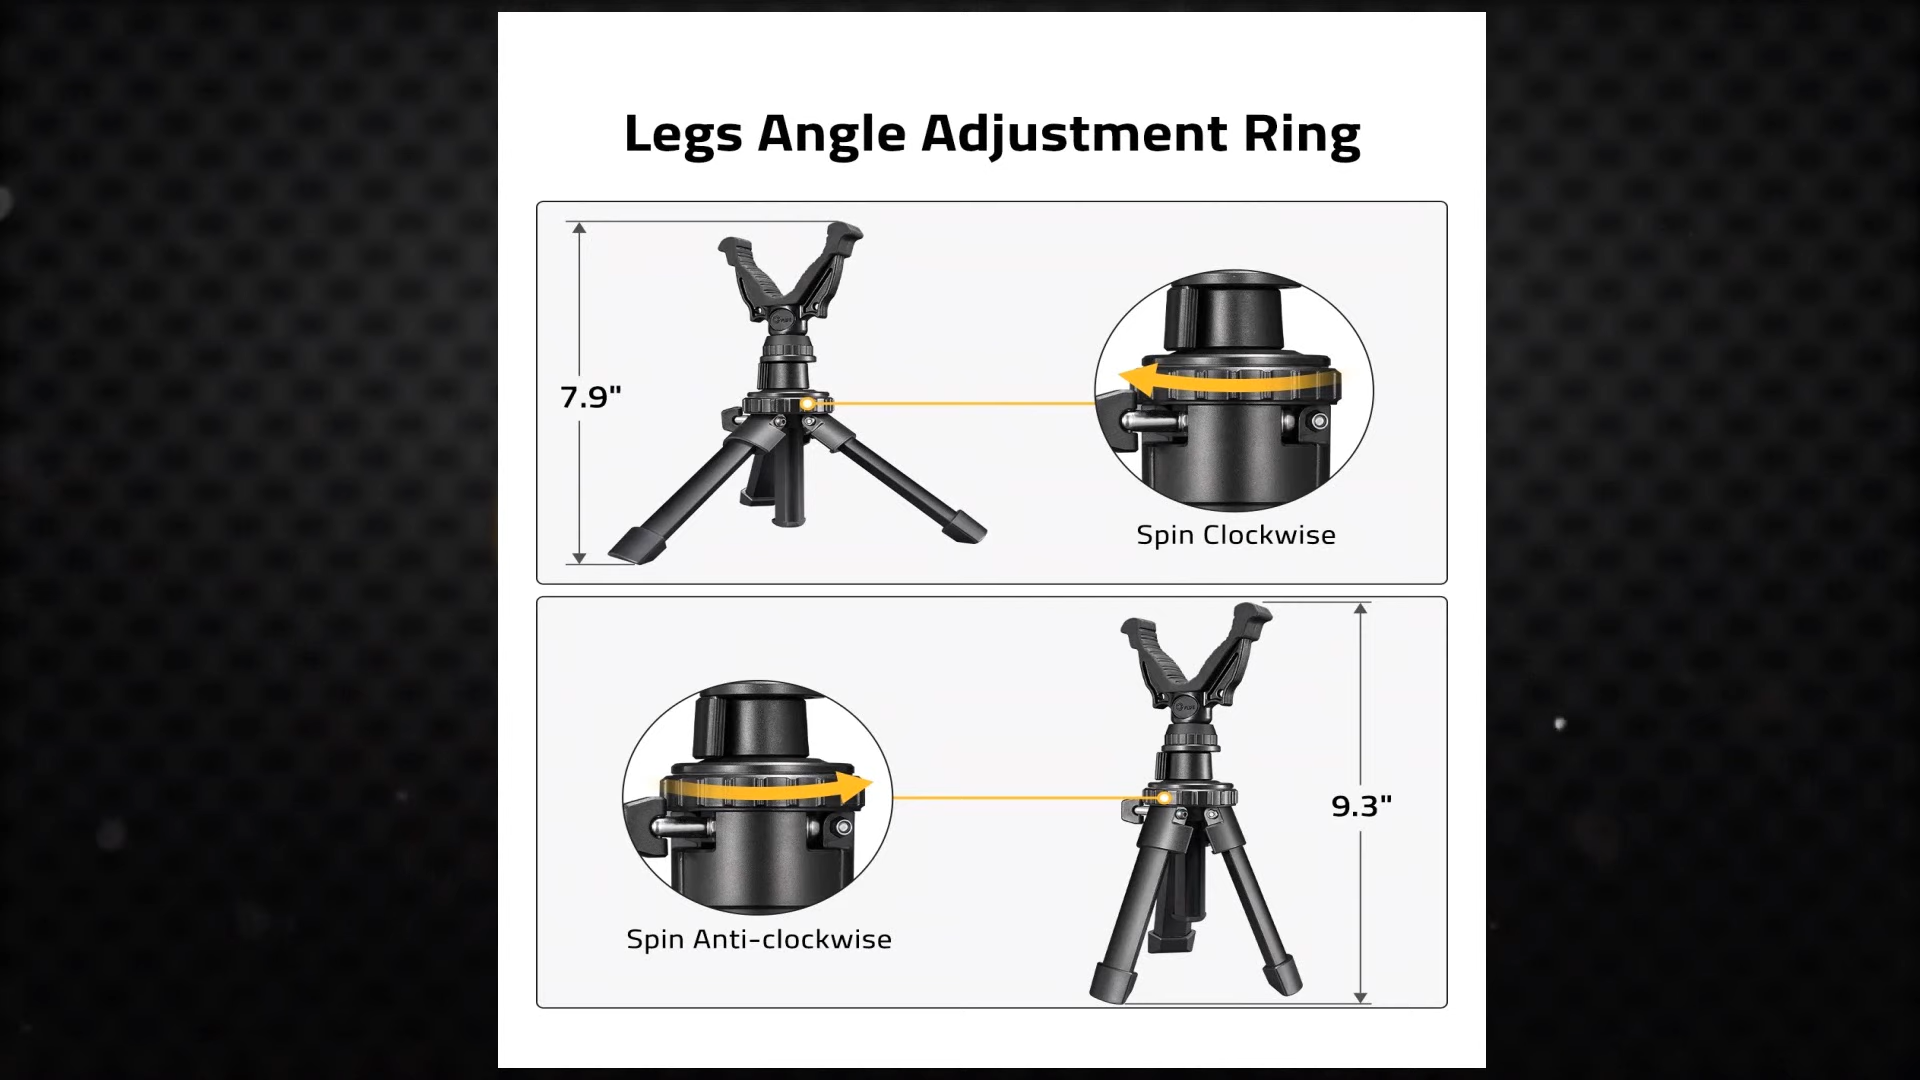 Legs Angle Adjustment Ring
7.9"
Spin Clockwise
9.3"
Spin Anti-clockwise